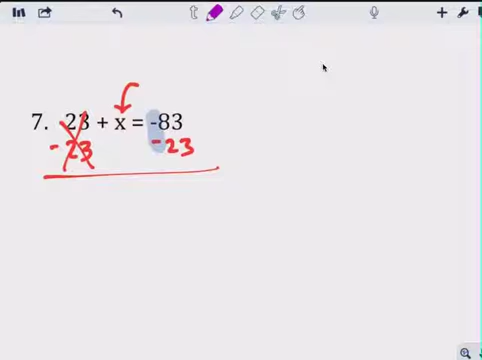 7. 23 + x = -83
- 23 - 23